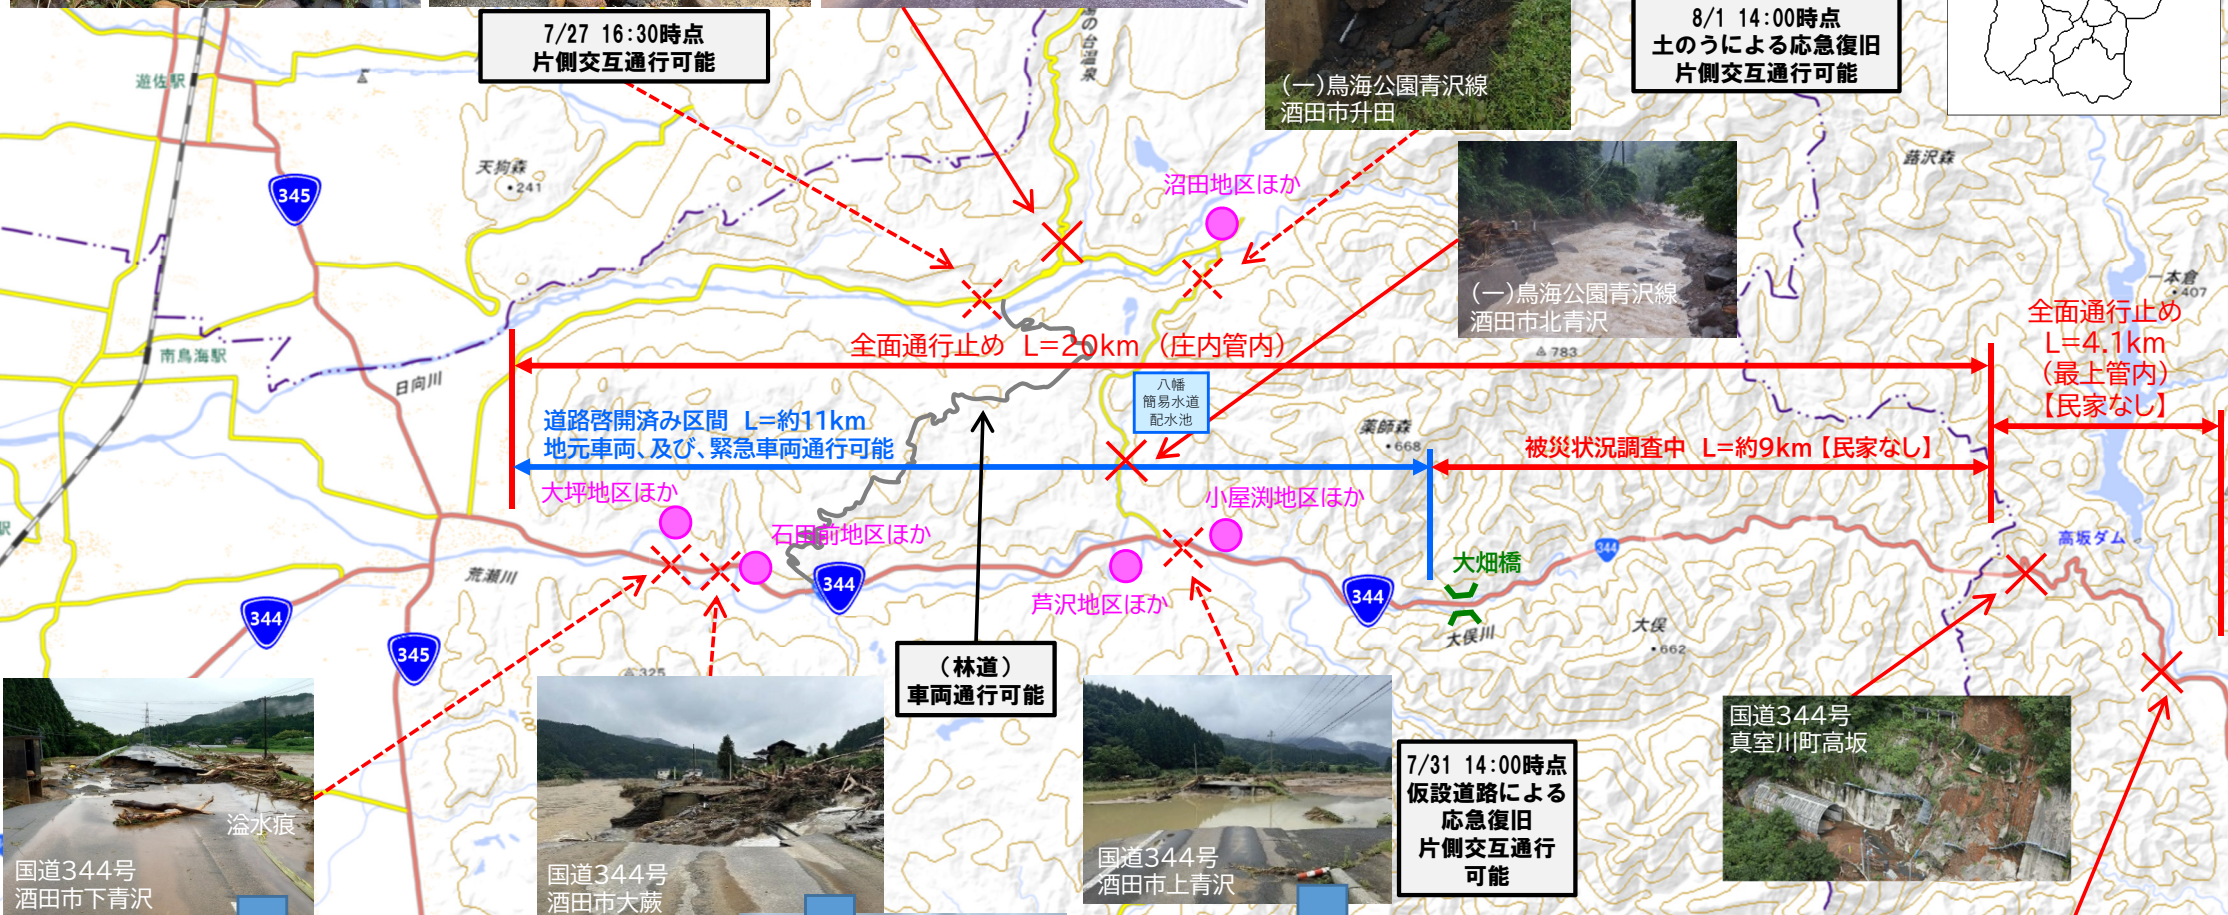 7/27 16:30時点
片側交互通行可能
8/1 14:00時点
土のうによる応急復旧
片側交互通行可能
(一)鳥海公園青沢線
酒田市升田
の台温泉
遊佐駅
345
天狗森
・241
沼田地区ほか
蕗沢森
(一)鳥海公園青沢線
酒田市北青沢
一本倉
・407
南鳥海駅
日向川
全面通行止め L=20km (庄内管内)
783
全面通行止め
L=4.1km
(最上管内)
【民家なし】
八幡
簡易水道
配水池
道路啓開済み区間 L=約11km
地元車両、及び、緊急車両通行可能
薬師森
・668
被災状況調査中 L=約9km【民家なし】
大坪地区ほか
石田前地区ほか
小屋渕地区ほか
駅
荒瀬川
344
芦沢地区ほか
344
大畑橋
344
高坂ダム
344
345
大俣川
大俣
・662
325
(林道)
車両通行可能
溢水痕
国道344号
酒田市下青沢
国道344号
酒田市大蕨
国道344号
酒田市上青沢
7/31 14:00時点
仮設道路による
応急復旧
片側交互通行
可能
国道344号
真室川町高坂